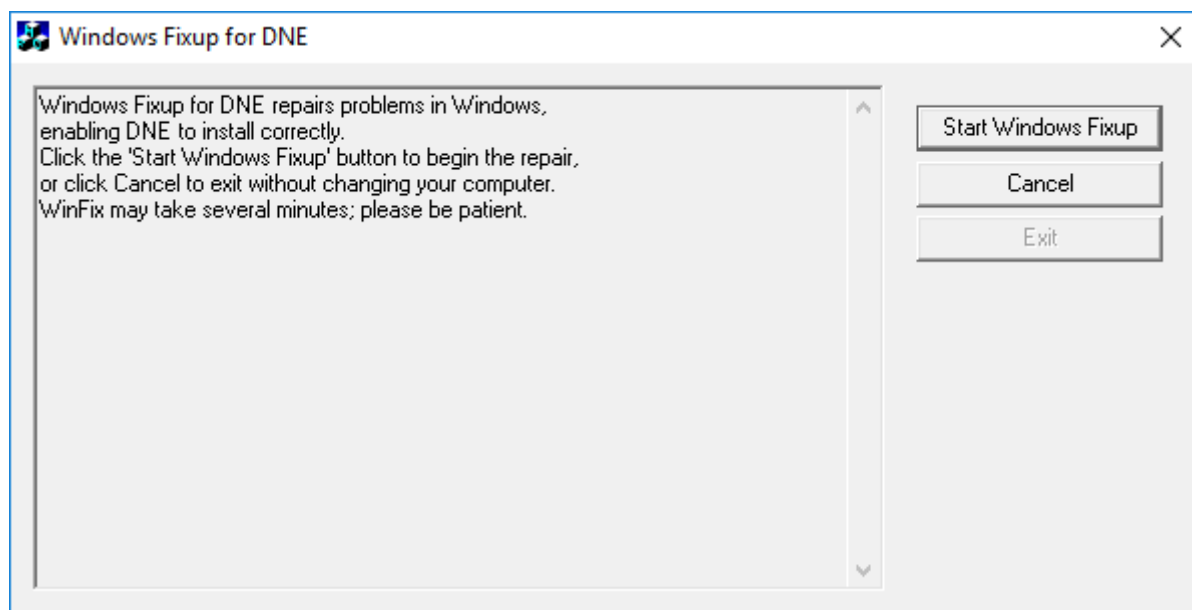 Windows Fixup for DNE
Windows Fixup for DNE repairs problems in Windows,
enabling DNE to install correctly.
Click the 'Start Windows Fixup' button to begin the repair,
or click Cancel to exit without changing your computer.
WinFix may take several minutes; please be patient.
Start Windows Fixup
Cancel
Exit